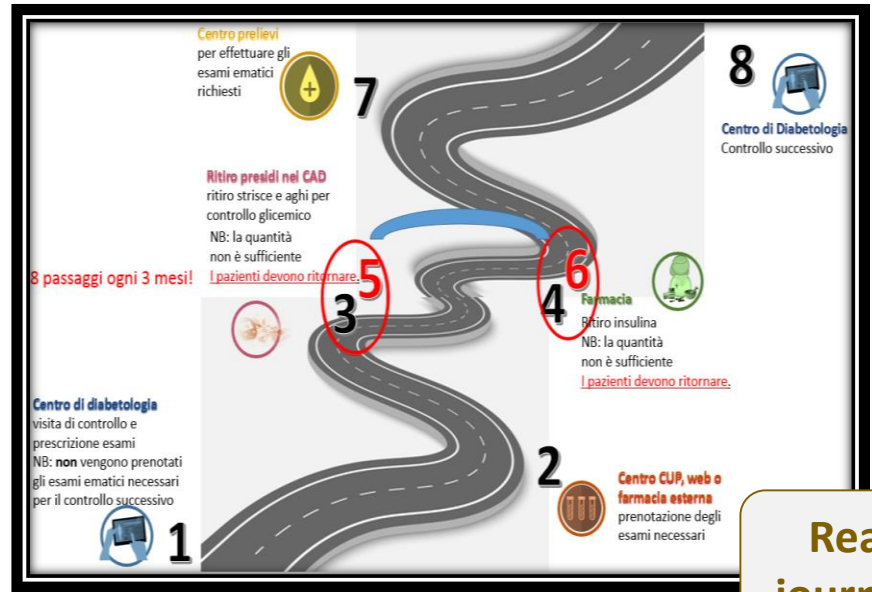 Centro prelievi
per effettuare gli
esami ematici
richiesti
7
8
Centro di Diabetologia
Controllo successivo
Ritiro presidi nei CAD
ritiro strisce e aghi per
controllo glicemico
NB: la quantità
non è sufficiente
I pazienti devono ritornare.
8 passaggi ogni 3 mesi!
5
3
6
4
Farmacia
Ritiro insulina
NB: la quantità
non è sufficiente
I pazienti devono ritornare.
Centro di diabetologia
visita di controllo e
prescrizione esami
NB: non vengono prenotati
gli esami ematici necessari
per il controllo successivo
1
2
Centro CUP, web o
farmacia esterna
prenotazione degli
esami necessari
Rea
journ